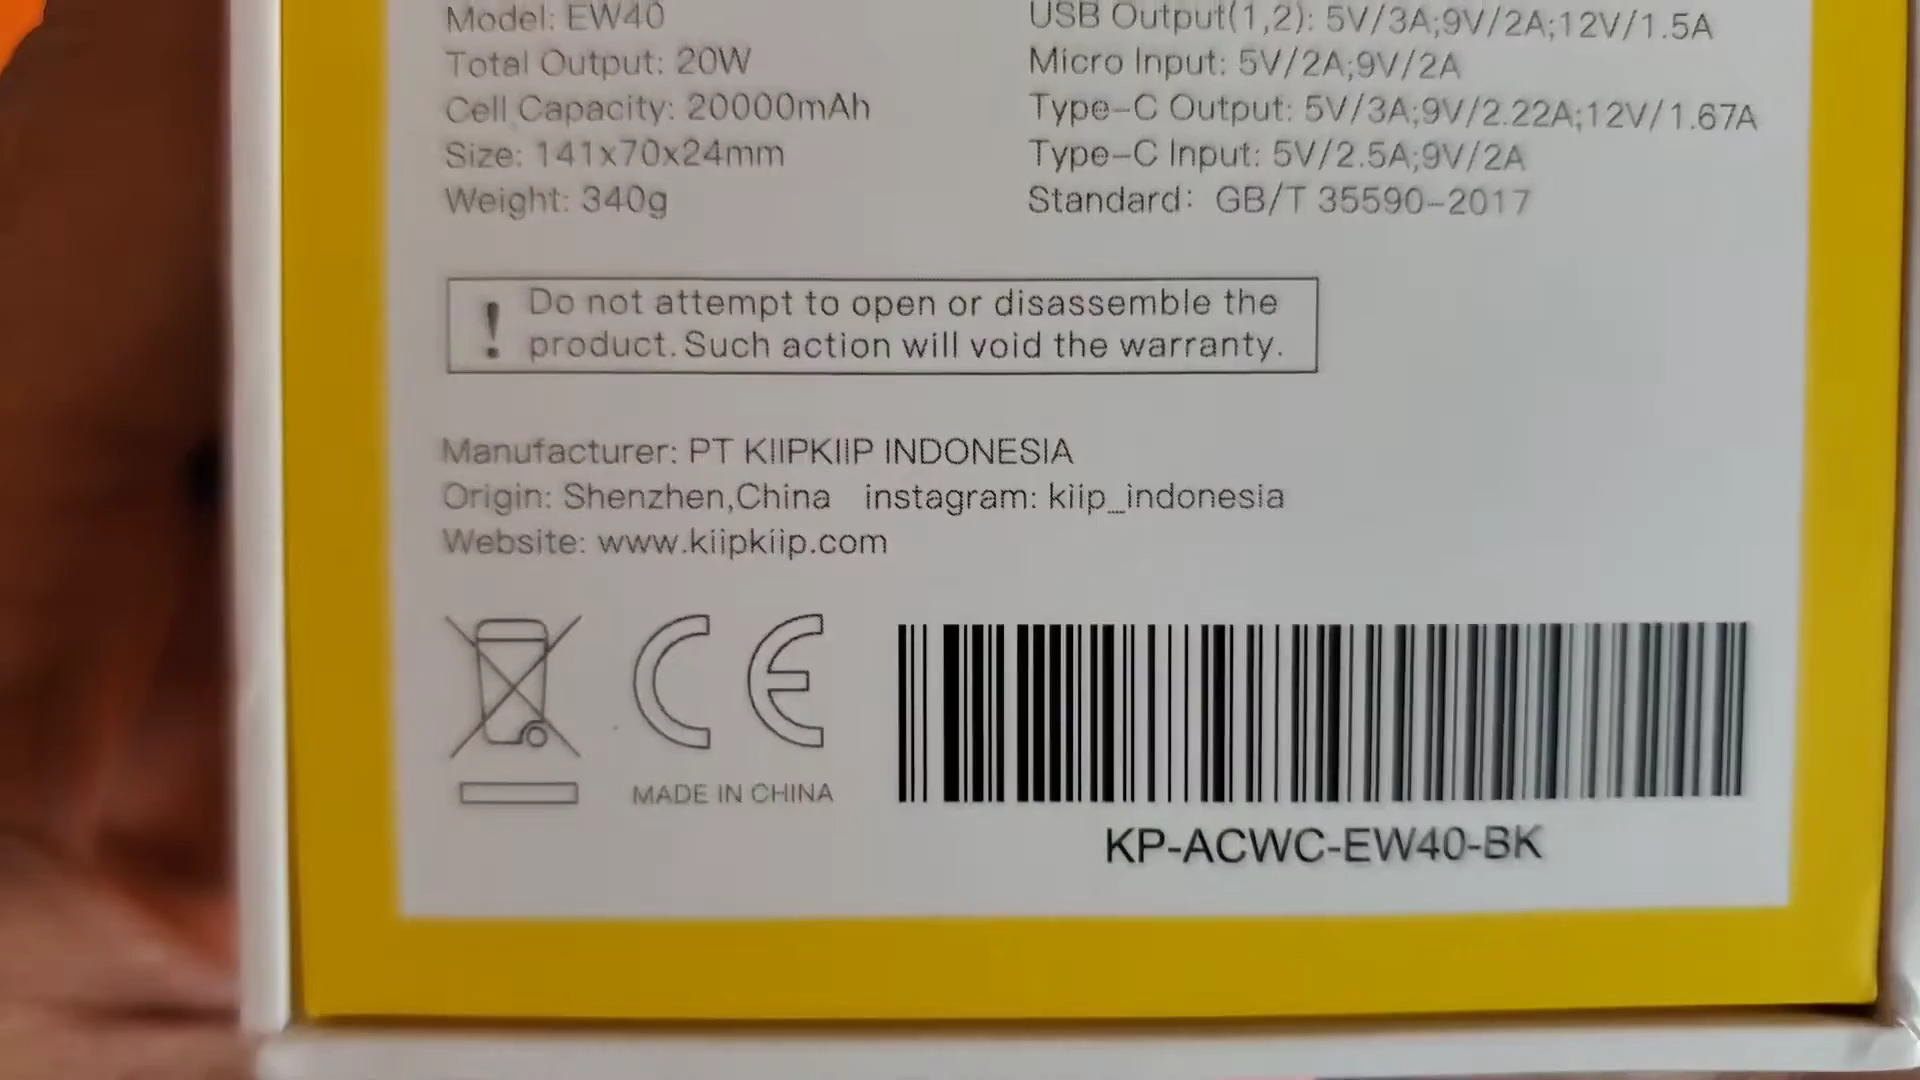 Model: EW40
Total Output: 20W
Cell Capacity: 20000mAh
Size: 141x70x24mm
Weight: 340g
USB Output(1,2): 5V/3A;9V/2A;12V/1.5A
Micro Input: 5V/2A;9V/2A
Type-C Output: 5V/3A;9V/2.22A;12V/1.67A
Type-C Input: 5V/2.5A;9V/2A
Standard: GB/T 35590-2017
! Do not attempt to open or disassemble the
product. Such action will void the warranty.
Manufacturer: PT KIIPKIIP INDONESIA
Origin: Shenzhen,China instagram: kiip_indonesia
Website: www.kiipkiip.com
CE
MADE IN CHINA
KP-ACWC-EW40-BK